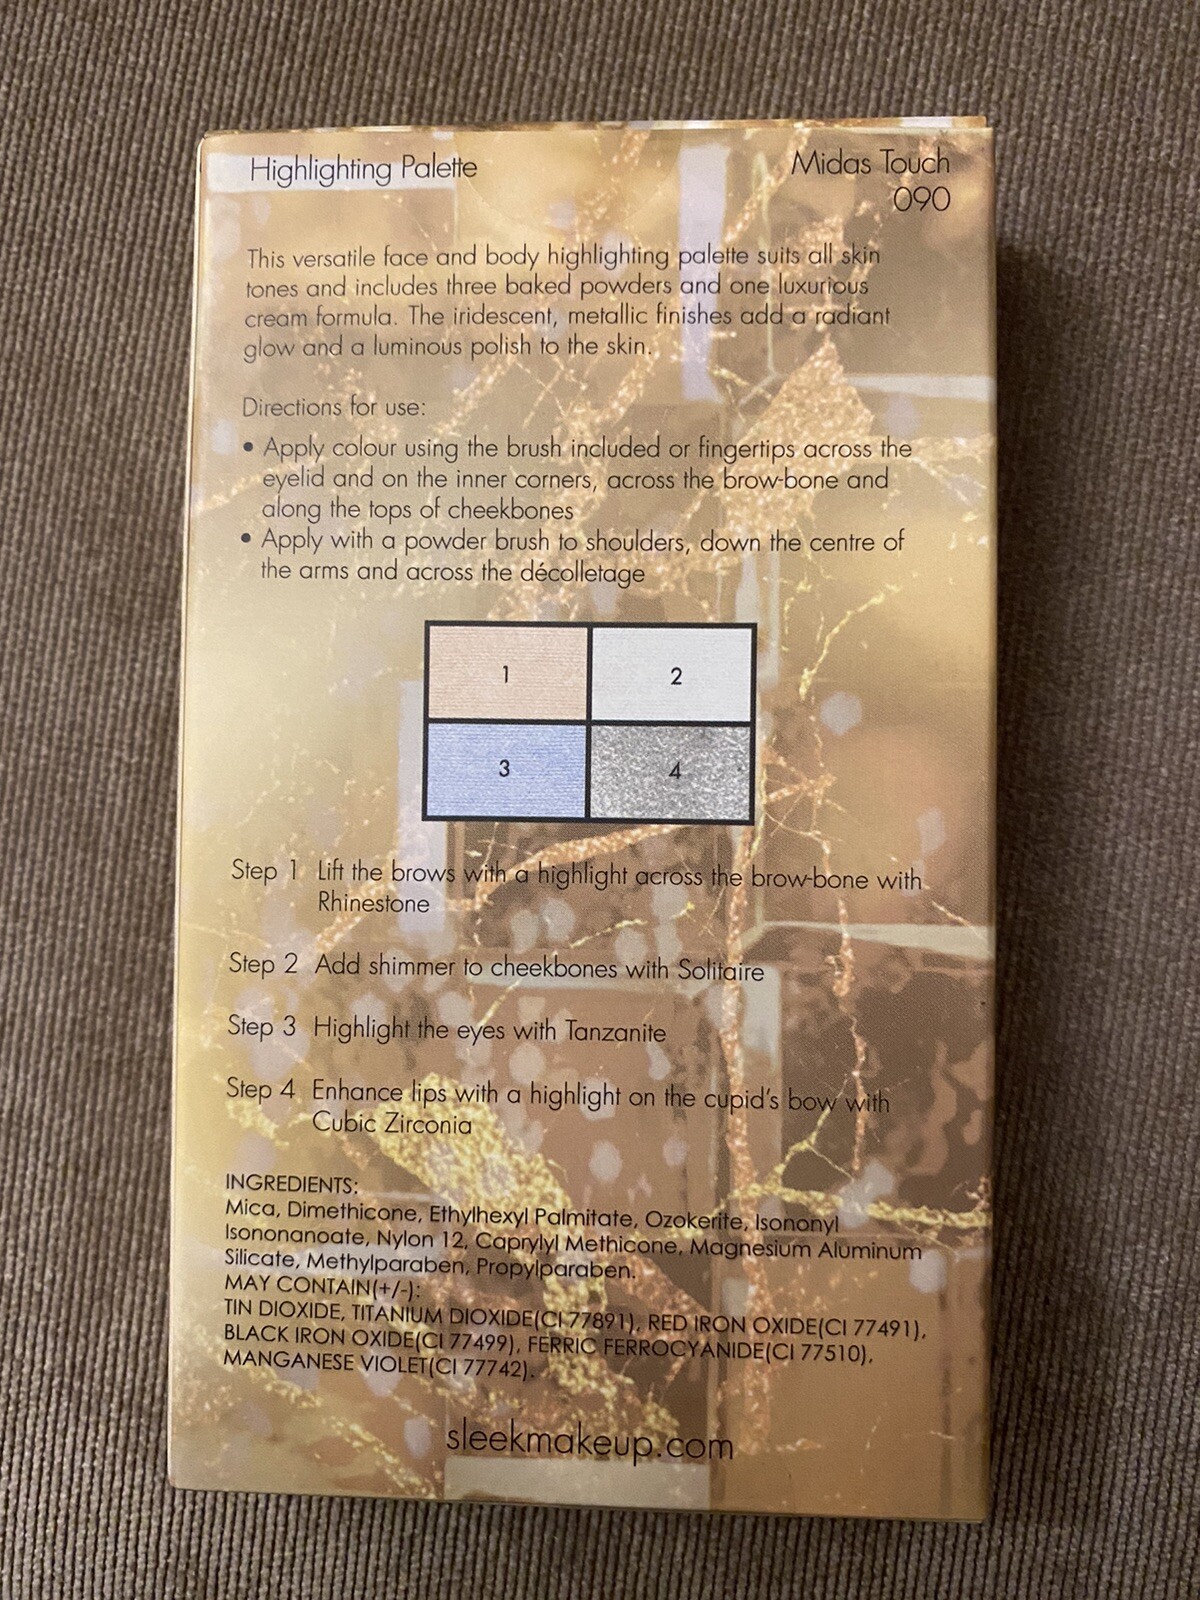 Highlighting Palette
Midas Touch
090
This versatile face and body highlighting palette suits all skin
tones and includes three baked powders and one luxurious
cream formula. The iridescent, metallic finishes add a radiant
glow and a luminous polish to the skin.
Directions for use:
• Apply colour using the brush included or fingertips across the
eyelid and on the inner corners, across the brow-bone and
along the tops of cheekbones
• Apply with a powder brush to shoulders, down the centre of
the arms and across the décolletage
1 2
3 4
Step 1 Lift the brows with a highlight across the brow-bone with
Rhinestone
Step 2 Add shimmer to cheekbones with Solitaire
Step 3 Highlight the eyes with Tanzanite
Step 4 Enhance lips with a highlight on the cupid's bow with
Cubic Zirconia
INGREDIENTS:
Mica, Dimethicone, Ethylhexyl Palmitate, Ozokerite, Isononyl
Isononanoate, Nylon 12, Caprylyl Methicone, Magnesium Aluminum
Silicate, Methylparaben, Propylparaben.
MAY CONTAIN(+/-):
TIN DIOXIDE, TITANIUM DIOXIDE(CI 77891), RED IRON OXIDE(CI 77491),
BLACK IRON OXIDE(CI 77499), FERRIC FERROCYANIDE(CI 77510),
MANGANESE VIOLET(CI 77742).
sleekmakeup.com